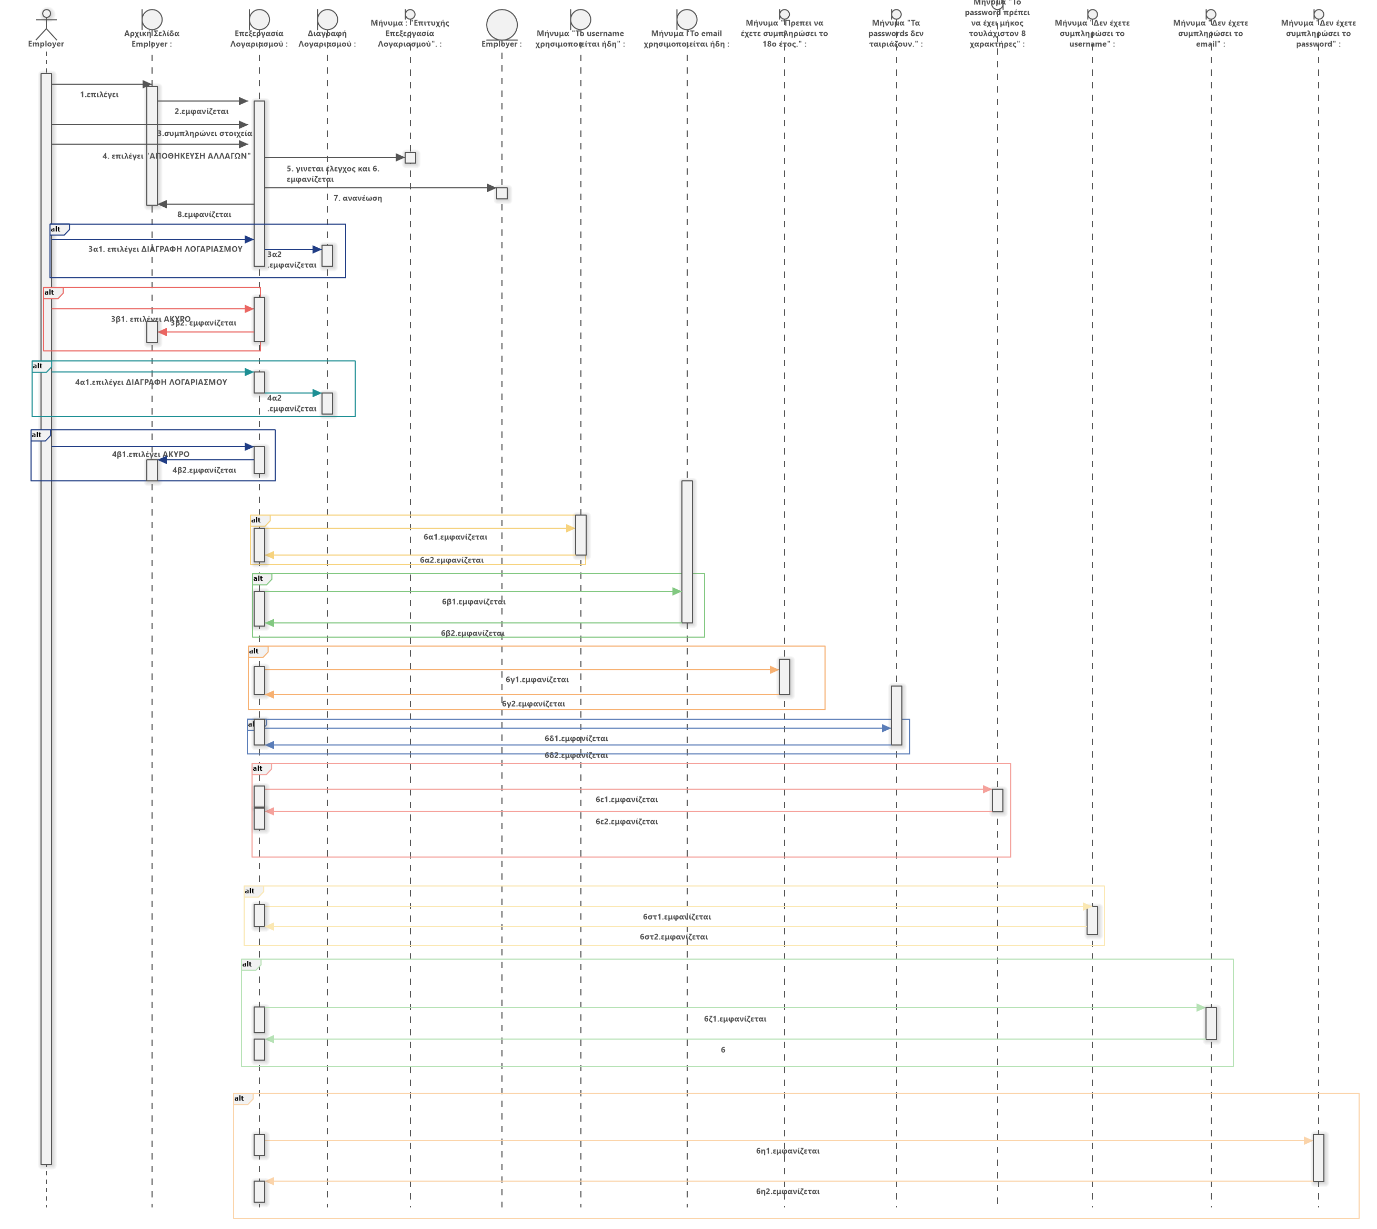 Employer
Αρχική Σελίδα
Employer :
Επεξεργασία
Λογαριασμού :
Διαγραφή
Λογαριασμού :
Μήνυμα : "Επιτυχής
Επεξεργασία
Λογαριασμού". :
Employer :
Μήνυμα "Το username
χρησιμοποιείται ήδη" :
Μήνυμα "Το email
χρησιμοποιείται ήδη" :
Μήνυμα "Πρέπει να
έχετε συμπληρώσει το
18ο έτος." :
Μήνυμα "Τα
passwords δεν
ταιριάζουν." :
Μήνυμα "Το
password πρέπει
να έχει μήκος
τουλάχιστον 8
χαρακτήρες" :
Μήνυμα "Δεν έχετε
συμπληρώσει το
username" :
Μήνυμα "Δεν έχετε
συμπληρώσει το
email" :
Μήνυμα "Δεν έχετε
συμπληρώσει το
password" :
1.επιλέγει
2.εμφανίζεται
3.συμπληρώνει στοιχεία
4. επιλέγει "ΑΠΟΘΗΚΕΥΣΗ ΑΛΛΑΓΩΝ"
5. γινεται ελεγχος και 6.
εμφανίζεται
7. ανανέωση
8.εμφανίζεται
alt
3α1. επιλέγει ΔΙΑΓΡΑΦΗ ΛΟΓΑΡΙΑΣΜΟΥ
3α2
.εμφανίζεται
alt
3β1. επιλέγει ΑΚΥΡΟ
3β2. εμφανίζεται
alt
4α1.επιλέγει ΔΙΑΓΡΑΦΗ ΛΟΓΑΡΙΑΣΜΟΥ
4α2
.εμφανίζεται
alt
4β1.επιλέγει ΑΚΥΡΟ
4β2.εμφανίζεται
alt
6α1.εμφανίζεται
6α2.εμφανίζεται
alt
6β1.εμφανίζεται
6β2.εμφανίζεται
alt
6γ1.εμφανίζεται
6γ2.εμφανίζεται
alt
6δ1.εμφανίζεται
6δ2.εμφανίζεται
alt
6ε1.εμφανίζεται
6ε2.εμφανίζεται
alt
6στ1.εμφανίζεται
6στ2.εμφανίζεται
alt
6ζ1.εμφανίζεται
6
alt
6η1.εμφανίζεται
6η2.εμφανίζεται